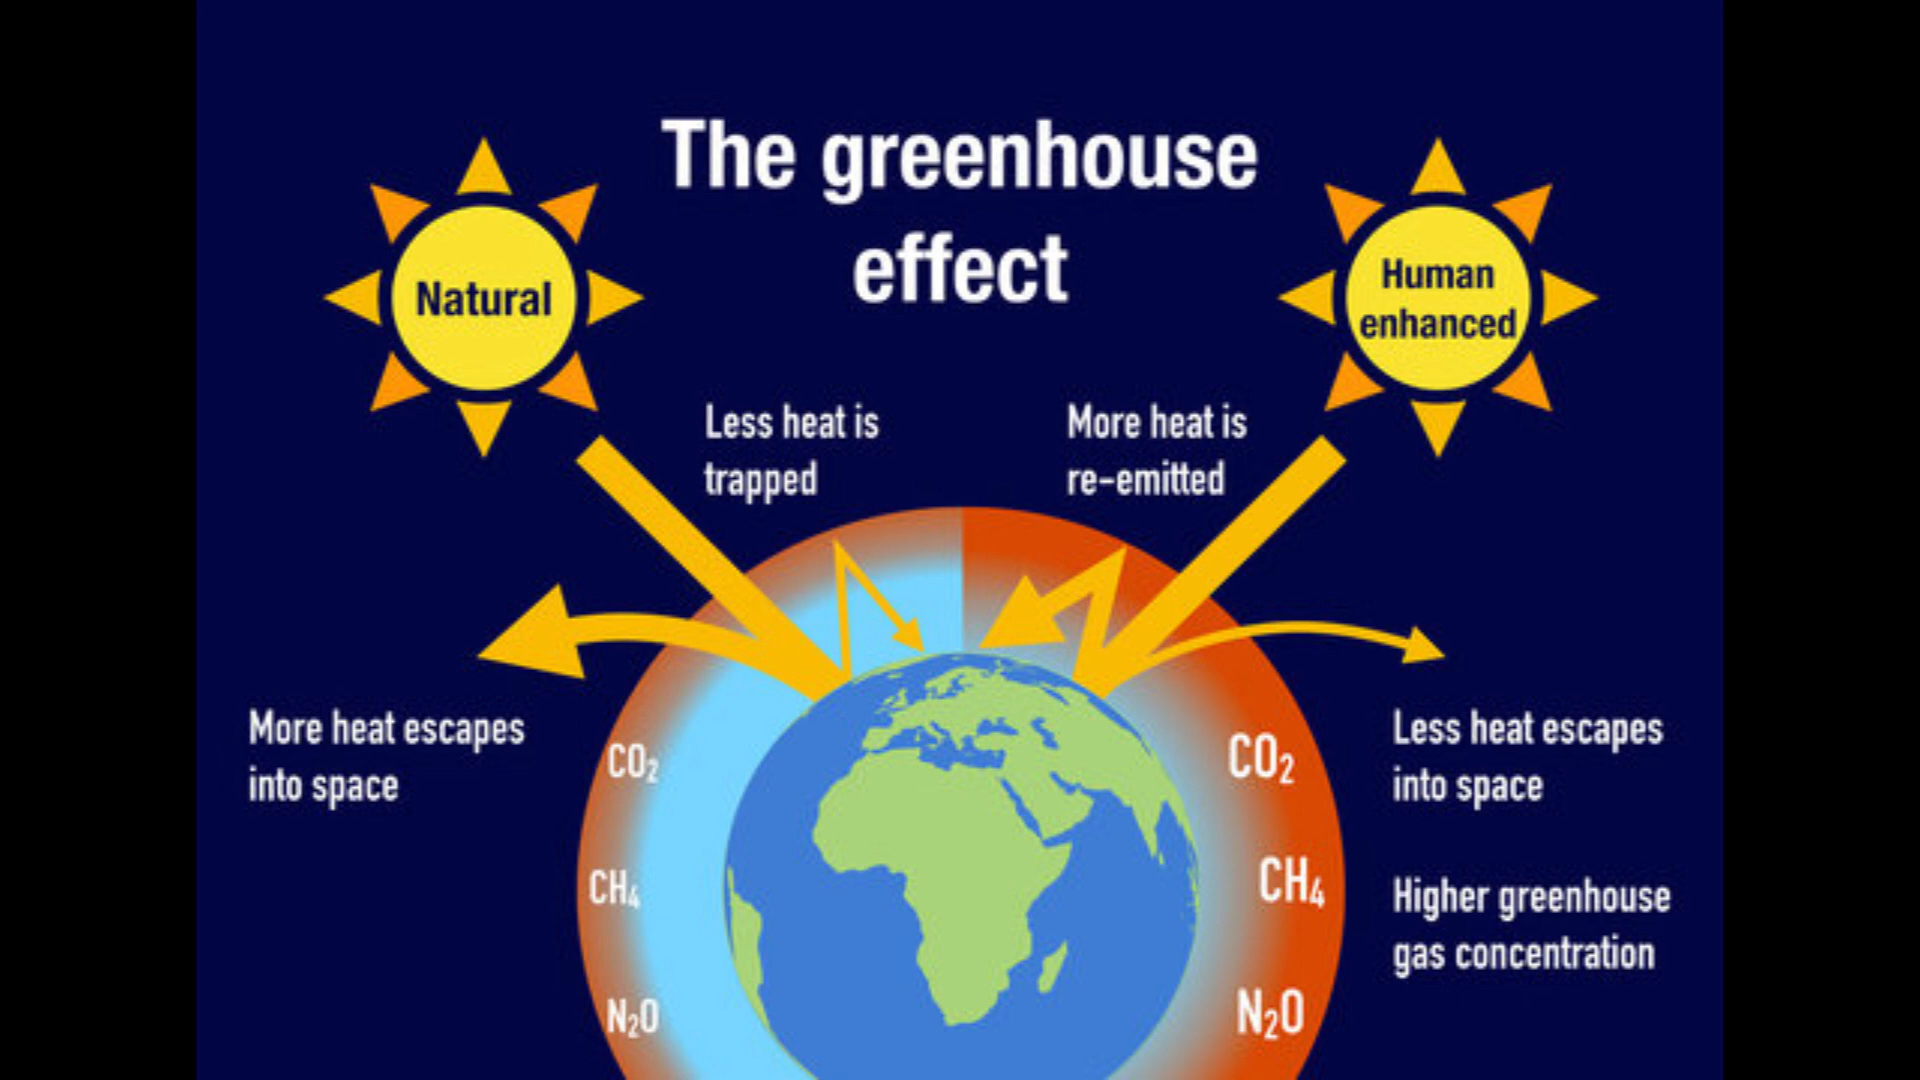 The greenhouse
effect
Natural
Human
enhanced
Less heat is
trapped
More heat is
re-emitted
More heat escapes
into space
Less heat escapes
into space
Higher greenhouse
gas concentration
CO₂
CH₄
N₂O
CO₂
CH₄
N₂O